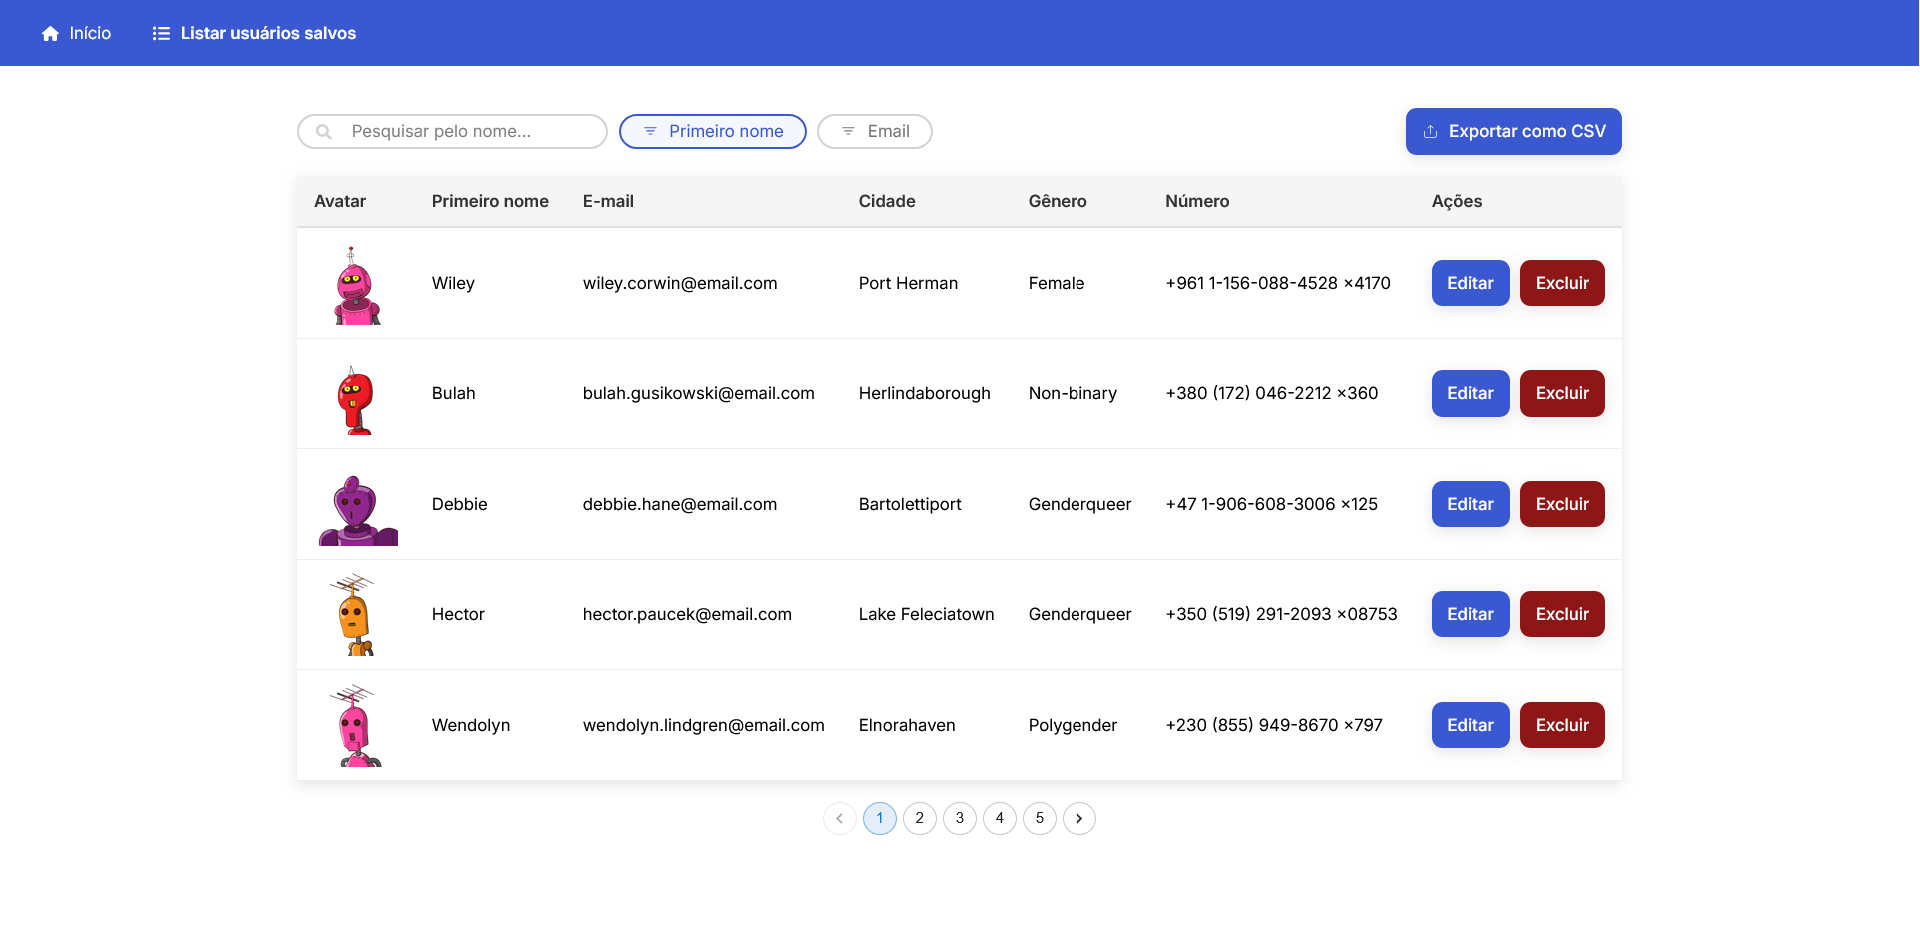 Início Listar usuários salvos
Pesquisar pelo nome... Primeiro nome Email Exportar como CSV
Avatar Primeiro nome E-mail Cidade Gênero Número Ações
Wiley wiley.corwin@email.com Port Herman Female +961 1-156-088-4528 x4170 Editar Excluir
Bulah bulah.gusikowski@email.com Herlindaborough Non-binary +380 (172) 046-2212 x360 Editar Excluir
Debbie debbie.hane@email.com Bartolettiport Genderqueer +47 1-906-608-3006 x125 Editar Excluir
Hector hector.paucek@email.com Lake Feleciatown Genderqueer +350 (519) 291-2093 x08753 Editar Excluir
Wendolyn wendolyn.lindgren@email.com Elnorahaven Polygender +230 (855) 949-8670 x797 Editar Excluir
1 2 3 4 5